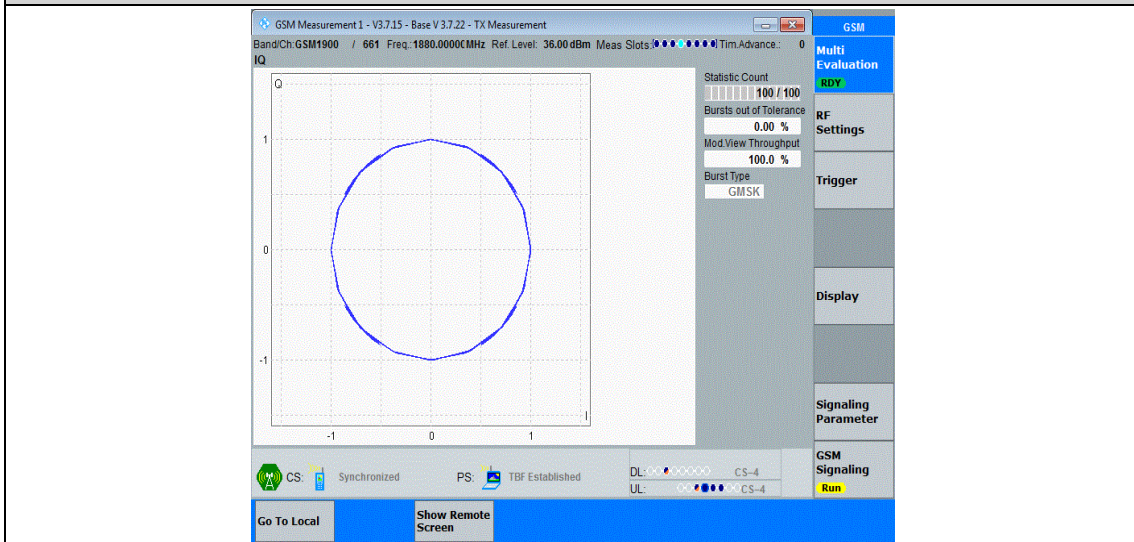 GSM Measurement 1 - V3.7.15 - Base V 3.7.22 - TX Measurement
GSM
Band/Ch:GSM1900 / 661 Freq.:1880.0000CMHz Ref. Level: 36.00 dBm Meas Slots: Tim.Advance.: 0
IQ
Multi
Evaluation
RDY
Q
Statistic Count
100 / 100
Bursts out of Tolerance
0.00 %
Mod.View Throughput
100.0 %
Burst Type
GMSK
RF
Settings
Trigger
1
0
-1
I
-1 0 1
Display
Signaling
Parameter
CS: Synchronized PS: TBF Established
DL: CS-4
UL: CS-4
GSM
Signaling
Run
Go To Local
Show Remote
Screen